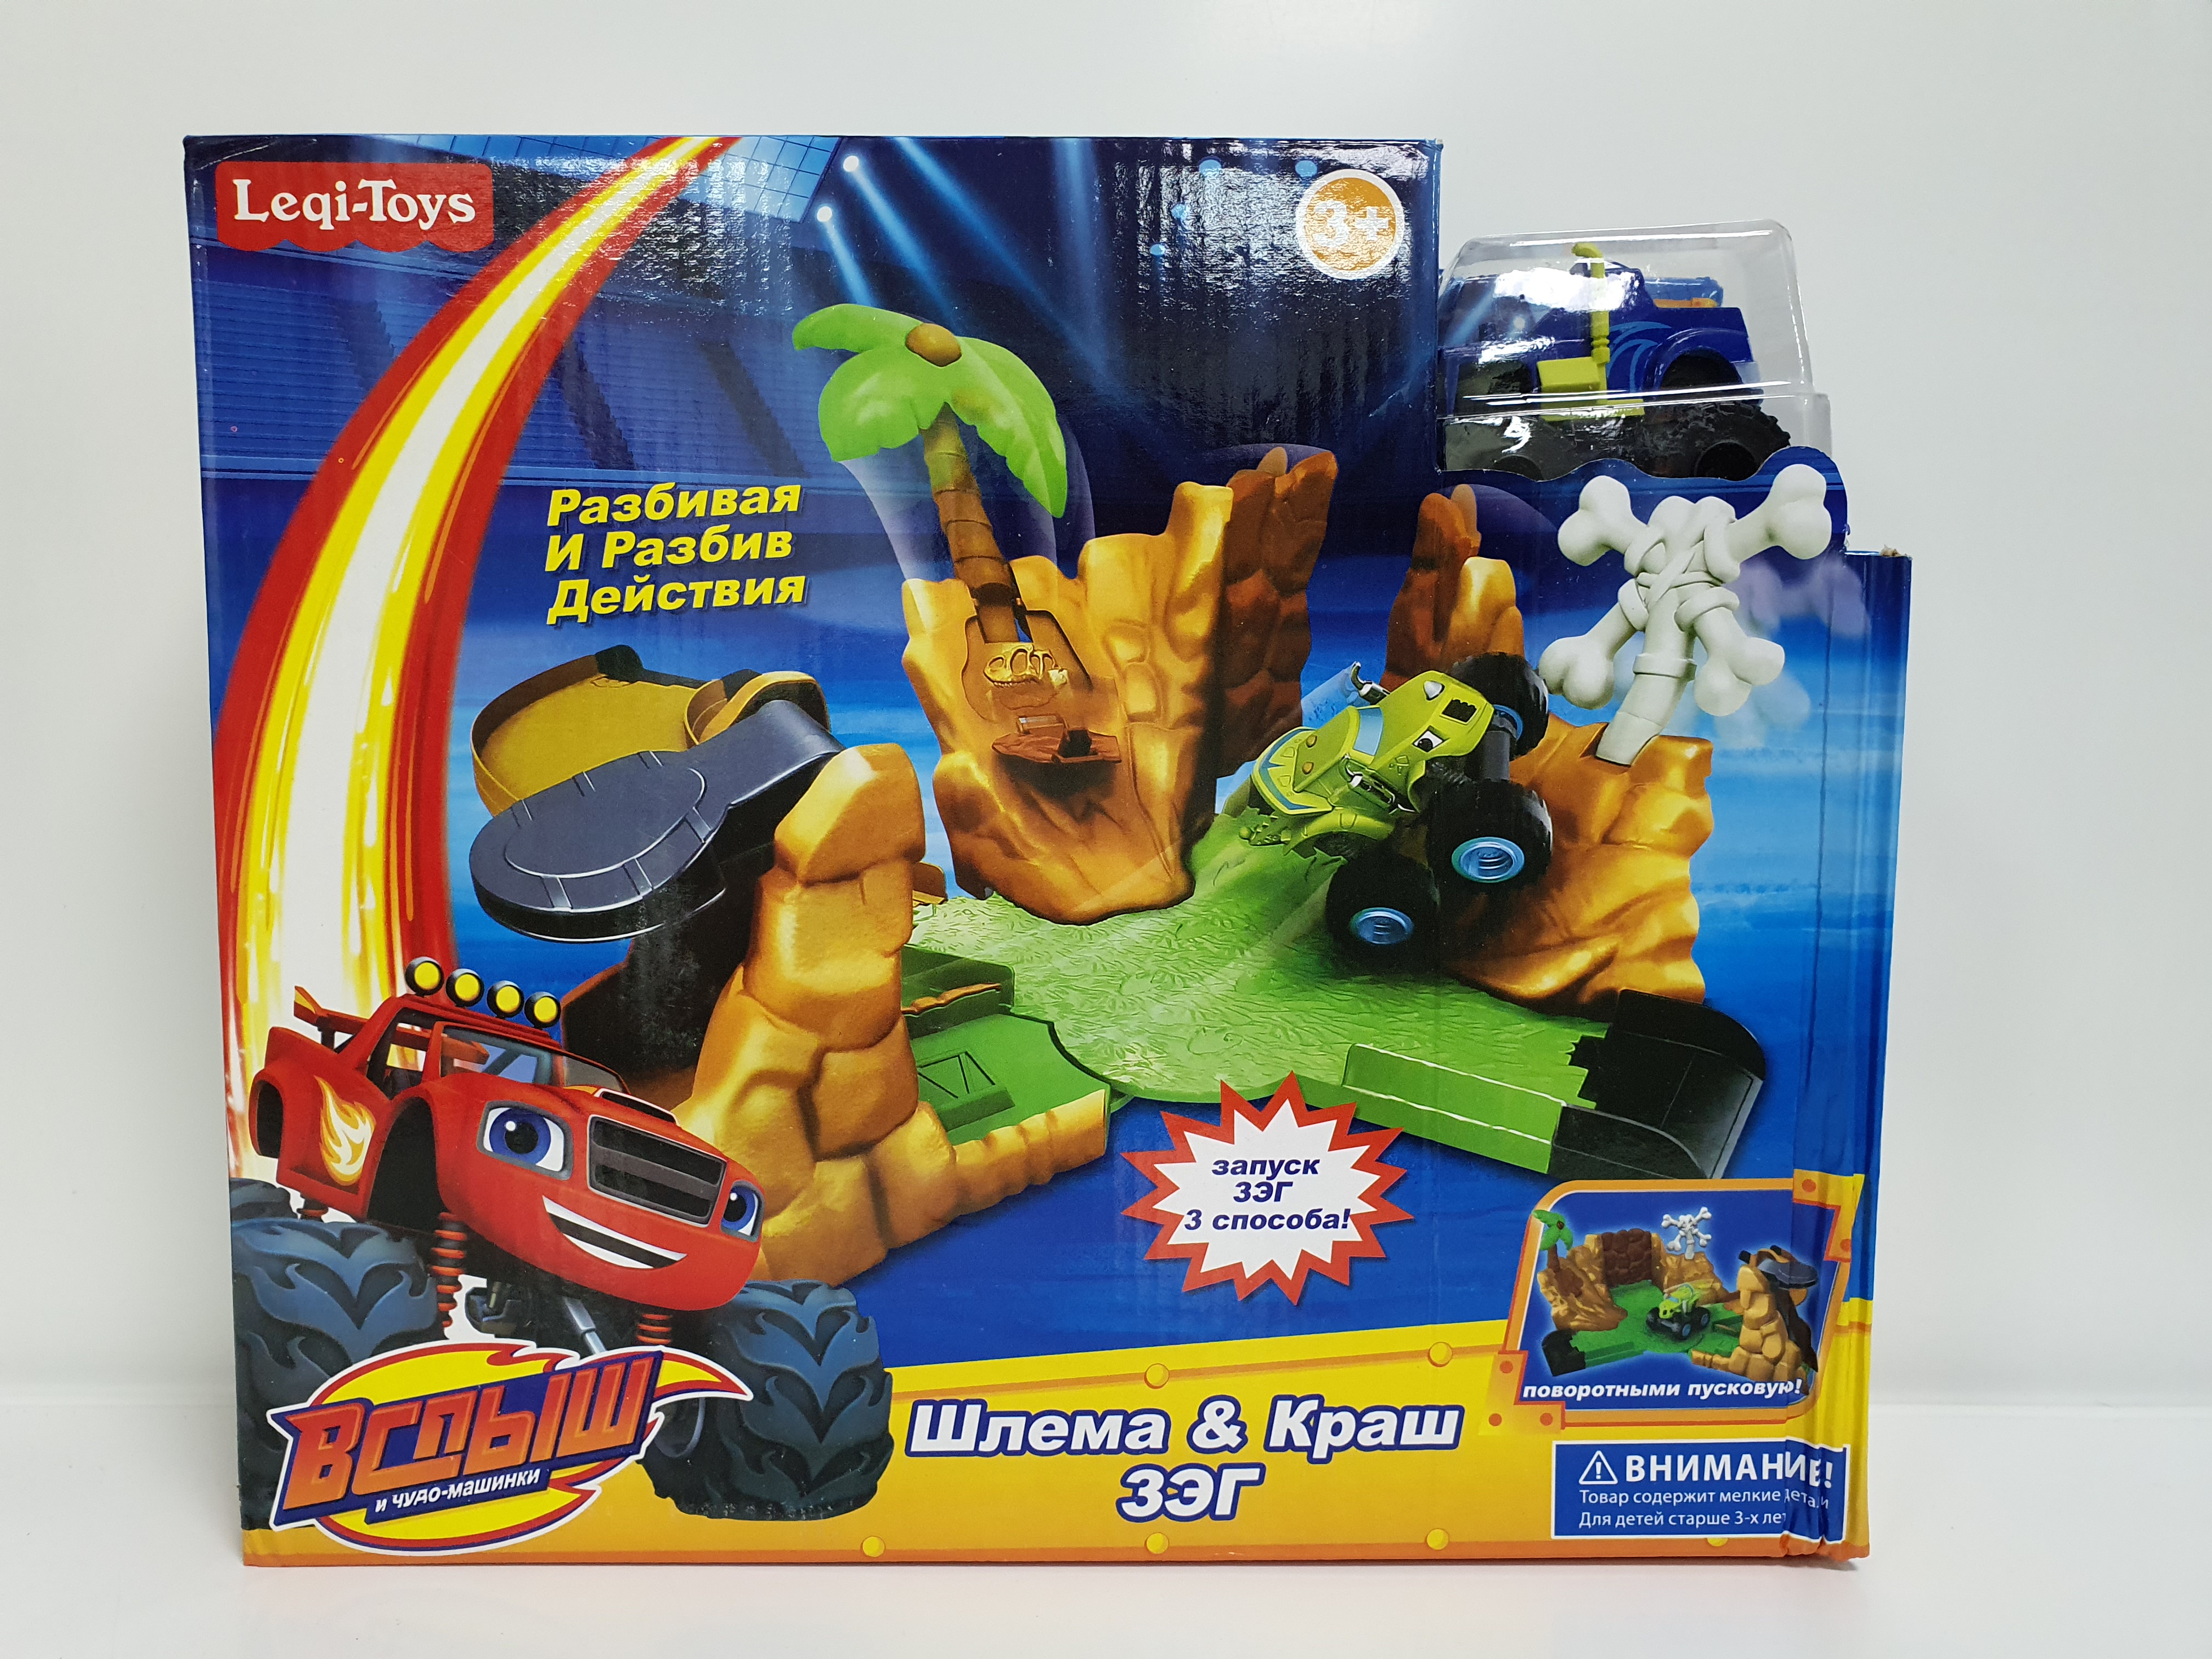 Leqi-Toys
3+
Разбивая
И Разбив
Действия
запуск
ЗЭГ
3 способа!
поворотными пусковую!
Вспыш
и чудо-машинки
Шлема & Краш
ЗЭГ
ВНИМАНИЕ!
Товар содержит мелкие детали
Для детей старше 3-х лет